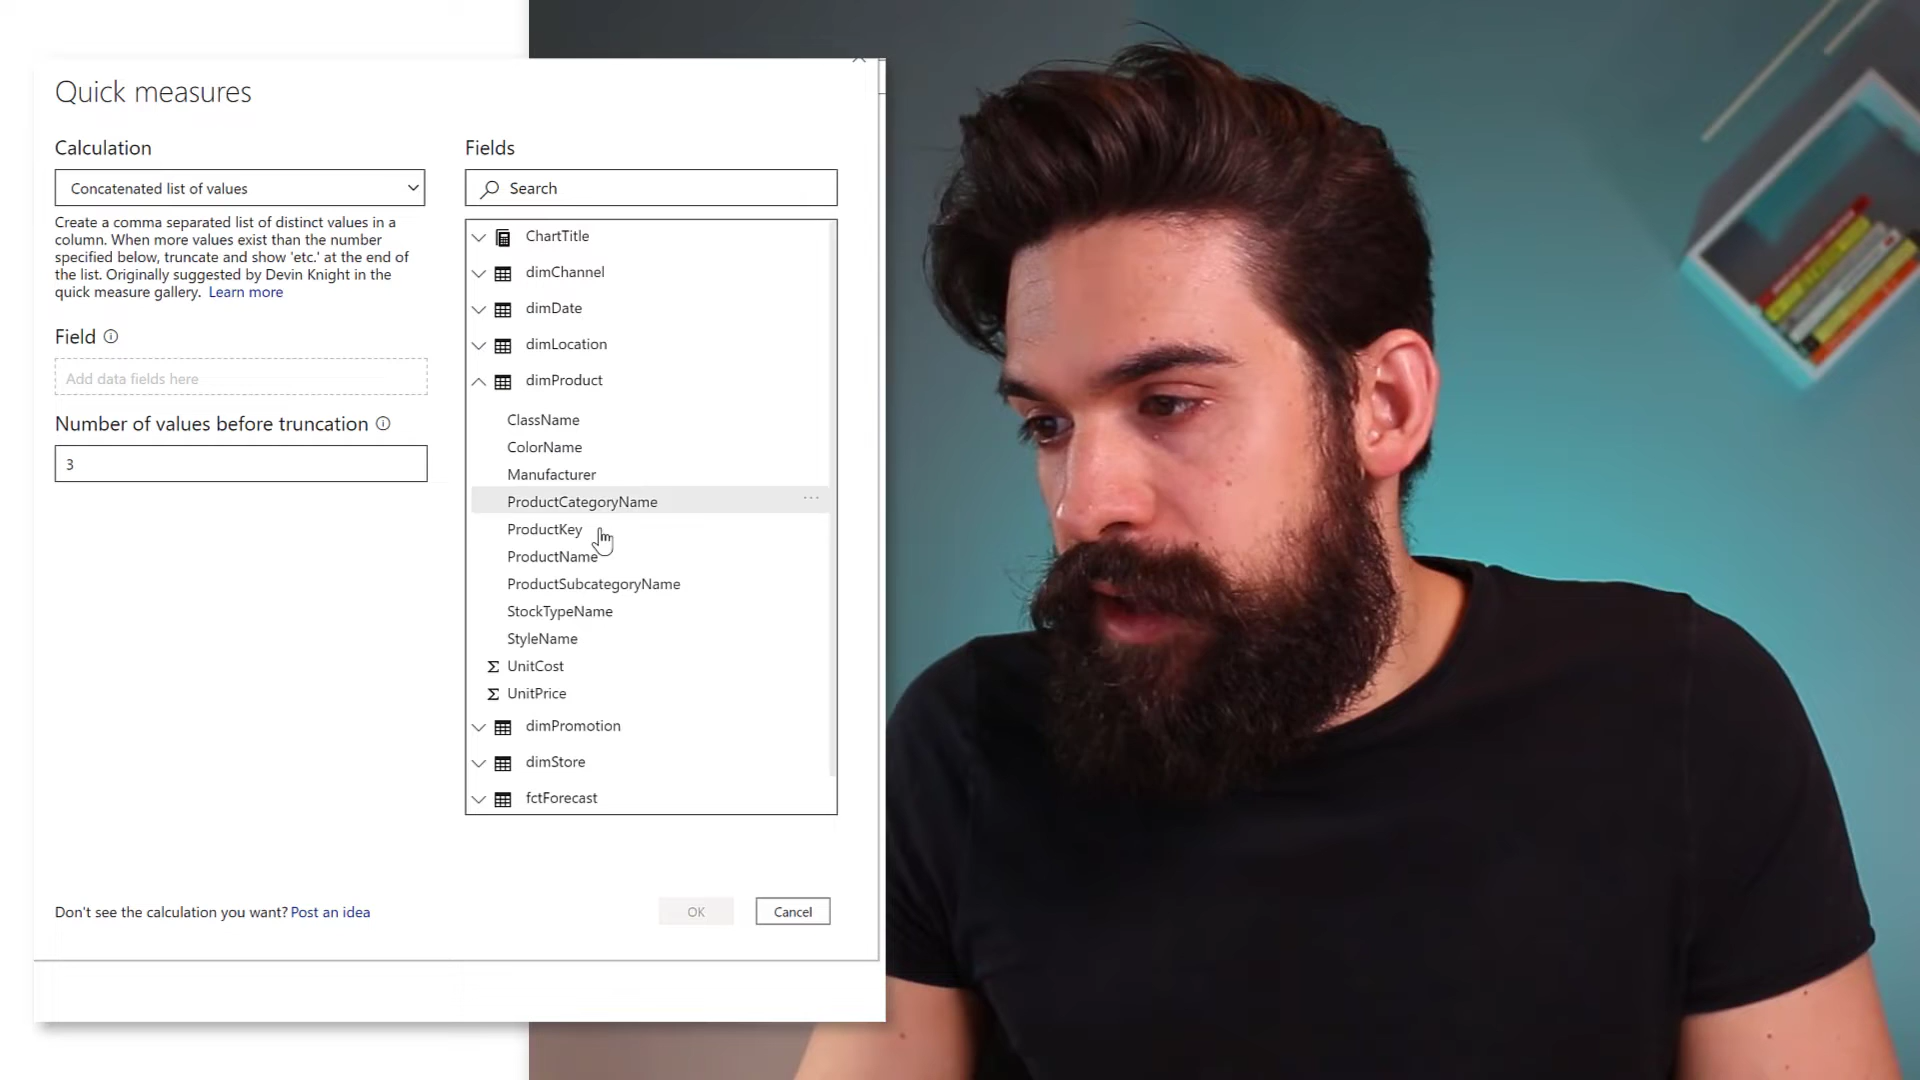 Quick measures
Calculation
Concatenated list of values
Create a comma separated list of distinct values in a
column. When more values exist than the number
specified below, truncate and show 'etc.' at the end of
the list. Originally suggested by Devin Knight in the
quick measure gallery. Learn more
Field
Add data fields here
Number of values before truncation
3
Fields
Search
ChartTitle
dimChannel
dimDate
dimLocation
dimProduct
ClassName
ColorName
Manufacturer
ProductCategoryName
ProductKey
ProductName
ProductSubcategoryName
StockTypeName
StyleName
UnitCost
UnitPrice
dimPromotion
dimStore
fctForecast
Don't see the calculation you want? Post an idea
OK
Cancel